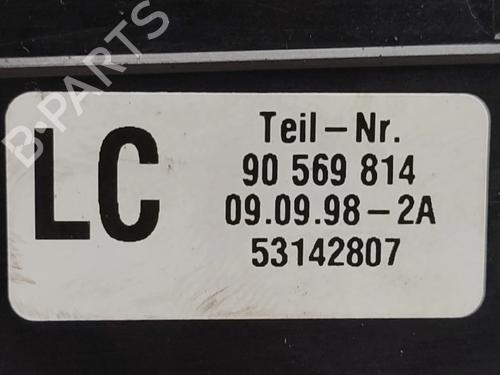 LC
Teil-Nr.
90 569 814
09.09.98-2A
53142807
B-PARTS